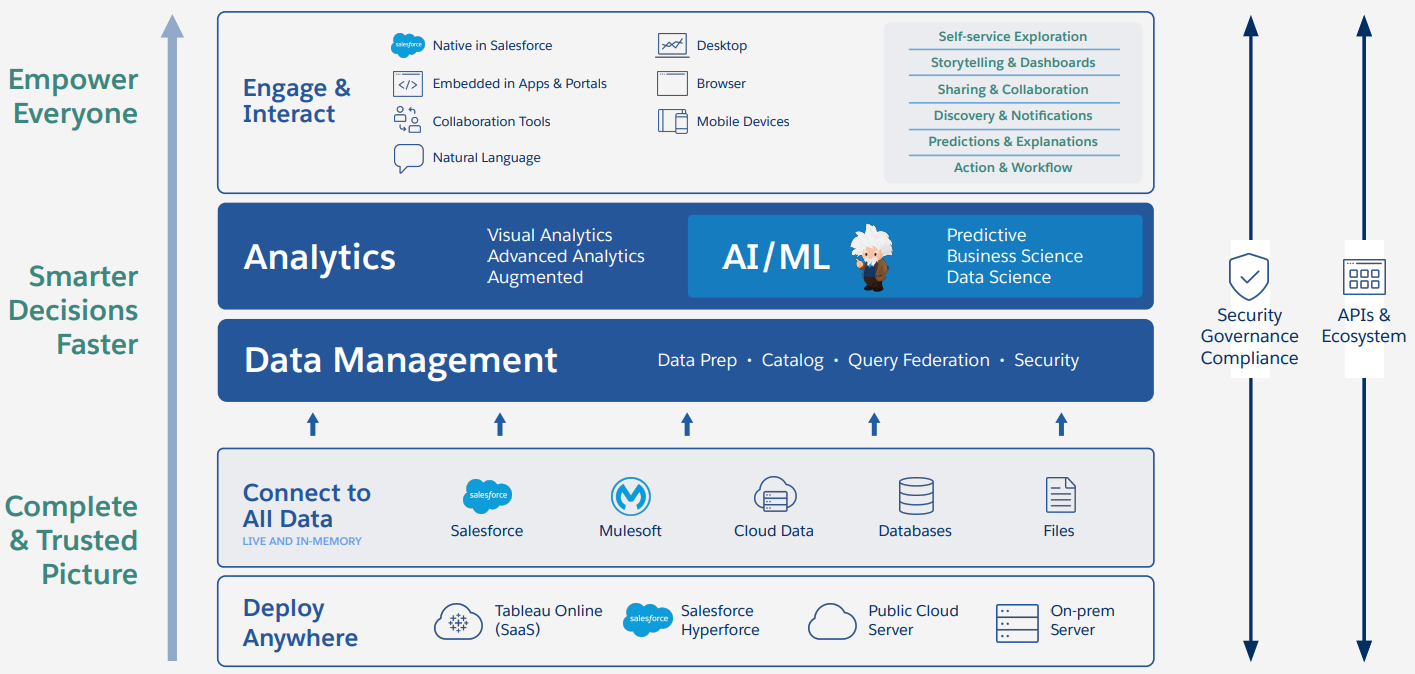 Empower
Everyone
Smarter
Decisions
Faster
Complete
& Trusted
Picture
Engage &
Interact
salesforce
Native in Salesforce
Embedded in Apps & Portals
Collaboration Tools
Natural Language
Desktop
Browser
Mobile Devices
Self-service Exploration
Storytelling & Dashboards
Sharing & Collaboration
Discovery & Notifications
Predictions & Explanations
Action & Workflow
Analytics
Visual Analytics
Advanced Analytics
Augmented
AI/ML
Predictive
Business Science
Data Science
Data Management
Data Prep • Catalog • Query Federation • Security
Connect to
All Data
LIVE AND IN-MEMORY
salesforce
Salesforce
Mulesoft
Cloud Data
Databases
Files
Deploy
Anywhere
Tableau Online
(SaaS)
salesforce
Salesforce
Hyperforce
Public Cloud
Server
On-prem
Server
Security
Governance
Compliance
APIs &
Ecosystem